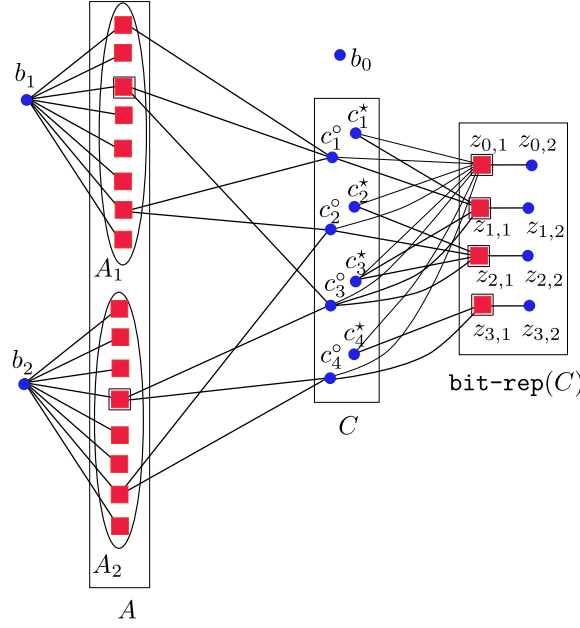 b₀
b₁
c₁⋆
c₁°
z₀,₁ z₀,₂
c₂⋆
c₂°
z₁,₁ z₁,₂
A₁
c₃⋆
c₃°
z₂,₁ z₂,₂
c₄⋆
z₃,₁ z₃,₂
b₂
c₄°
bit-rep(C)
C
A₂
A